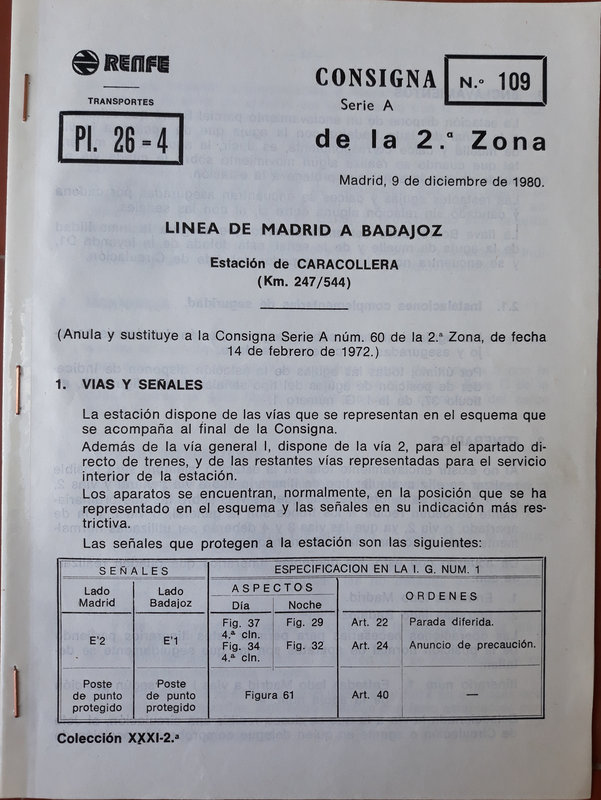 RENFE
TRANSPORTES
Pl. 26-4
CONSIGNA N.º 109
Serie A
de la 2.ª Zona
Madrid, 9 de diciembre de 1980.
LINEA DE MADRID A BADAJOZ
Estación de CARACOLLERA
(Km. 247/544)
(Anula y sustituye a la Consigna Serie A núm. 60 de la 2.ª Zona, de fecha
14 de febrero de 1972.)
1. VIAS Y SEÑALES
La estación dispone de las vías que se representan en el esquema que
se acompaña al final de la Consigna.
Además de la vía general I, dispone de la vía 2, para el apartado di-
recto de trenes, y de las restantes vías representadas para el servicio
interior de la estación.
Los aparatos se encuentran, normalmente, en la posición que se ha
representado en el esquema y las señales en su indicación más res-
trictiva.
Las señales que protegen a la estación son las siguientes:
SEÑALES ESPECIFICACION EN LA I. G. NUM. 1
Lado Madrid Lado Badajoz ASPECTOS ORDENES
Día Noche
E'2 E'1 Fig. 37 4.ª cln. Fig. 29 Art. 22 Parada diferida.
Fig. 34 4.ª cln. Fig. 32 Art. 24 Anuncio de precaución.
Poste de punto protegido Poste de punto protegido Figura 61 Art. 40 —
Colección XXXI-2.ª